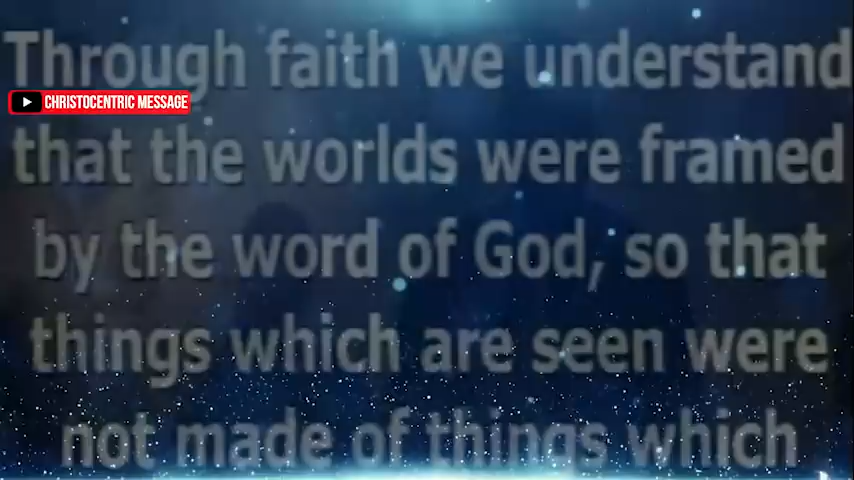 Through faith we understand
CHRISTOCENTRIC MESSAGE
that the worlds were framed
by the word of God, so that
things which are seen were
not made of things which